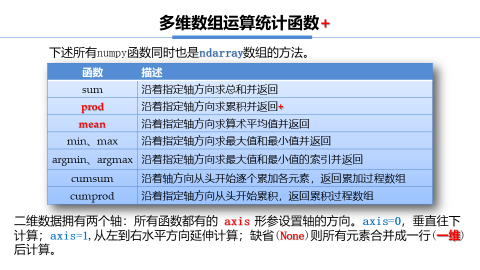 多维数组运算统计函数+
下述所有numpy函数同时也是ndarray数组的方法。
函数 描述
sum 沿着指定轴方向求总和并返回
prod 沿着指定轴方向求累积并返回+
mean 沿着指定轴方向求算术平均值并返回
min、max 沿着指定轴方向求最大值和最小值并返回
argmin、argmax 沿着指定轴方向求最大值和最小值的索引并返回
cumsum 沿着轴方向从头开始逐个累加各元素，返回累加过程数组
cumprod 沿着指定轴方向从头开始累积，返回累积过程数组
二维数据拥有两个轴：所有函数都有的 axis 形参设置轴的方向。axis=0，垂直往下
计算；axis=1,从左到右水平方向延伸计算；缺省(None)则所有元素合并成一行(一维)
后计算。